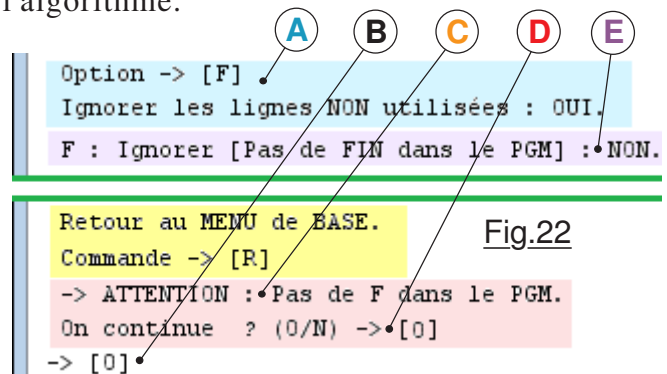 l'algorithme.
A B C D E
Option -> [F]
Ignorer les lignes NON utilisées : OUI.
F : Ignorer [Pas de FIN dans le PGM] : NON.
Retour au MENU de BASE.
Fig.22
Commande -> [R]
-> ATTENTION : Pas de F dans le PGM.
On continue ? (O/N) -> [O]
-> [O]